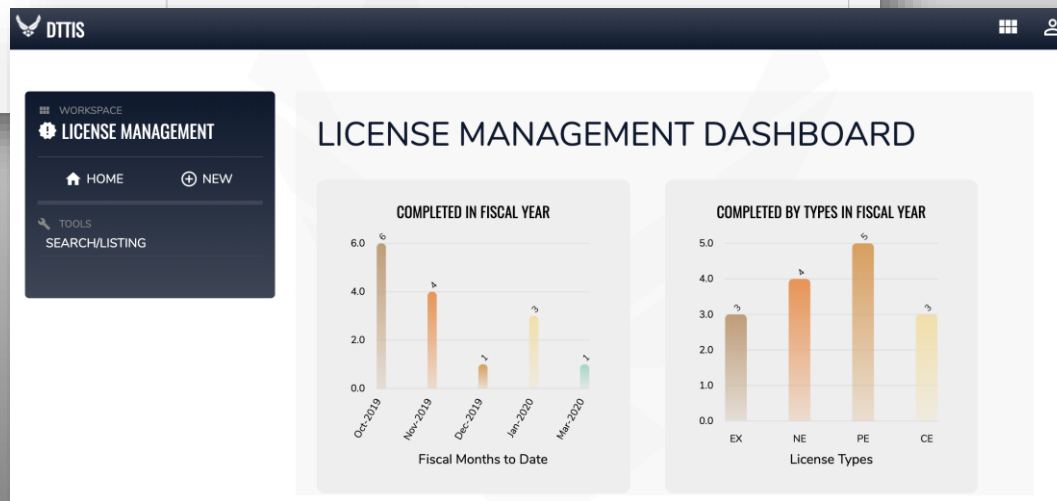 DTTIS
WORKSPACE
LICENSE MANAGEMENT
HOME
NEW
TOOLS
SEARCH/LISTING
LICENSE MANAGEMENT DASHBOARD
COMPLETED IN FISCAL YEAR
6.0
4.0
2.0
0.0
6
4
1
3
1
Oct-2019
Nov-2019
Dec-2019
Jan-2020
Mar-2020
Fiscal Months to Date
COMPLETED BY TYPES IN FISCAL YEAR
5.0
4.0
3.0
2.0
1.0
0.0
3
4
5
3
EX
NE
PE
CE
License Types